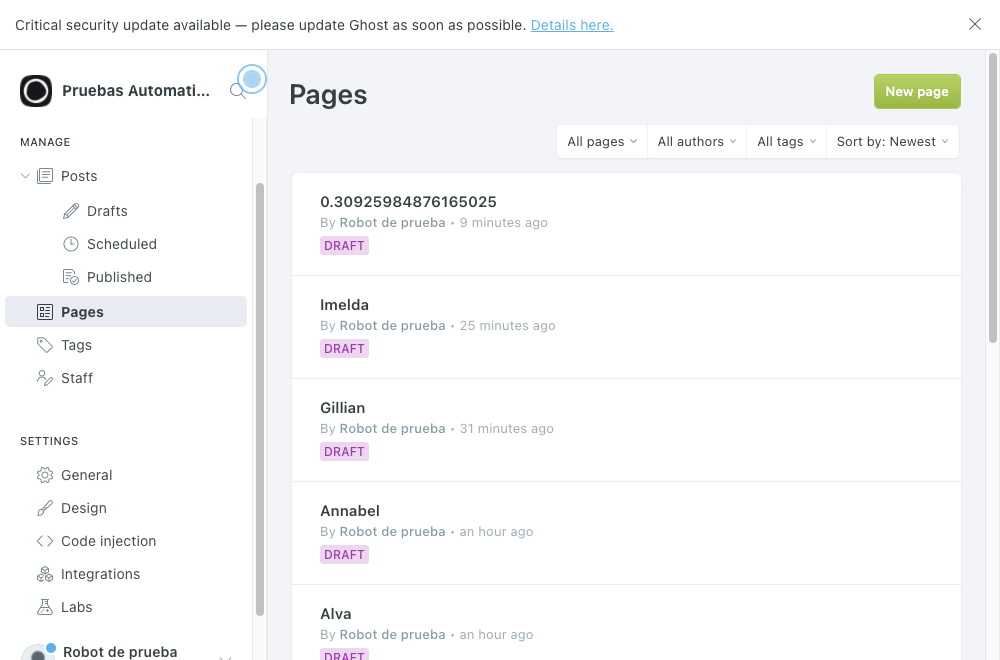 Critical security update available — please update Ghost as soon as possible. Details here.
Pruebas Automati...
MANAGE
Posts
Drafts
Scheduled
Published
Pages
Tags
Staff
SETTINGS
General
Design
Code injection
Integrations
Labs
Robot de prueba
Pages
New page
All pages
All authors
All tags
Sort by: Newest
0.30925984876165025
By Robot de prueba • 9 minutes ago
DRAFT
Imelda
By Robot de prueba • 25 minutes ago
DRAFT
Gillian
By Robot de prueba • 31 minutes ago
DRAFT
Annabel
By Robot de prueba • an hour ago
DRAFT
Alva
By Robot de prueba • an hour ago
DRAFT